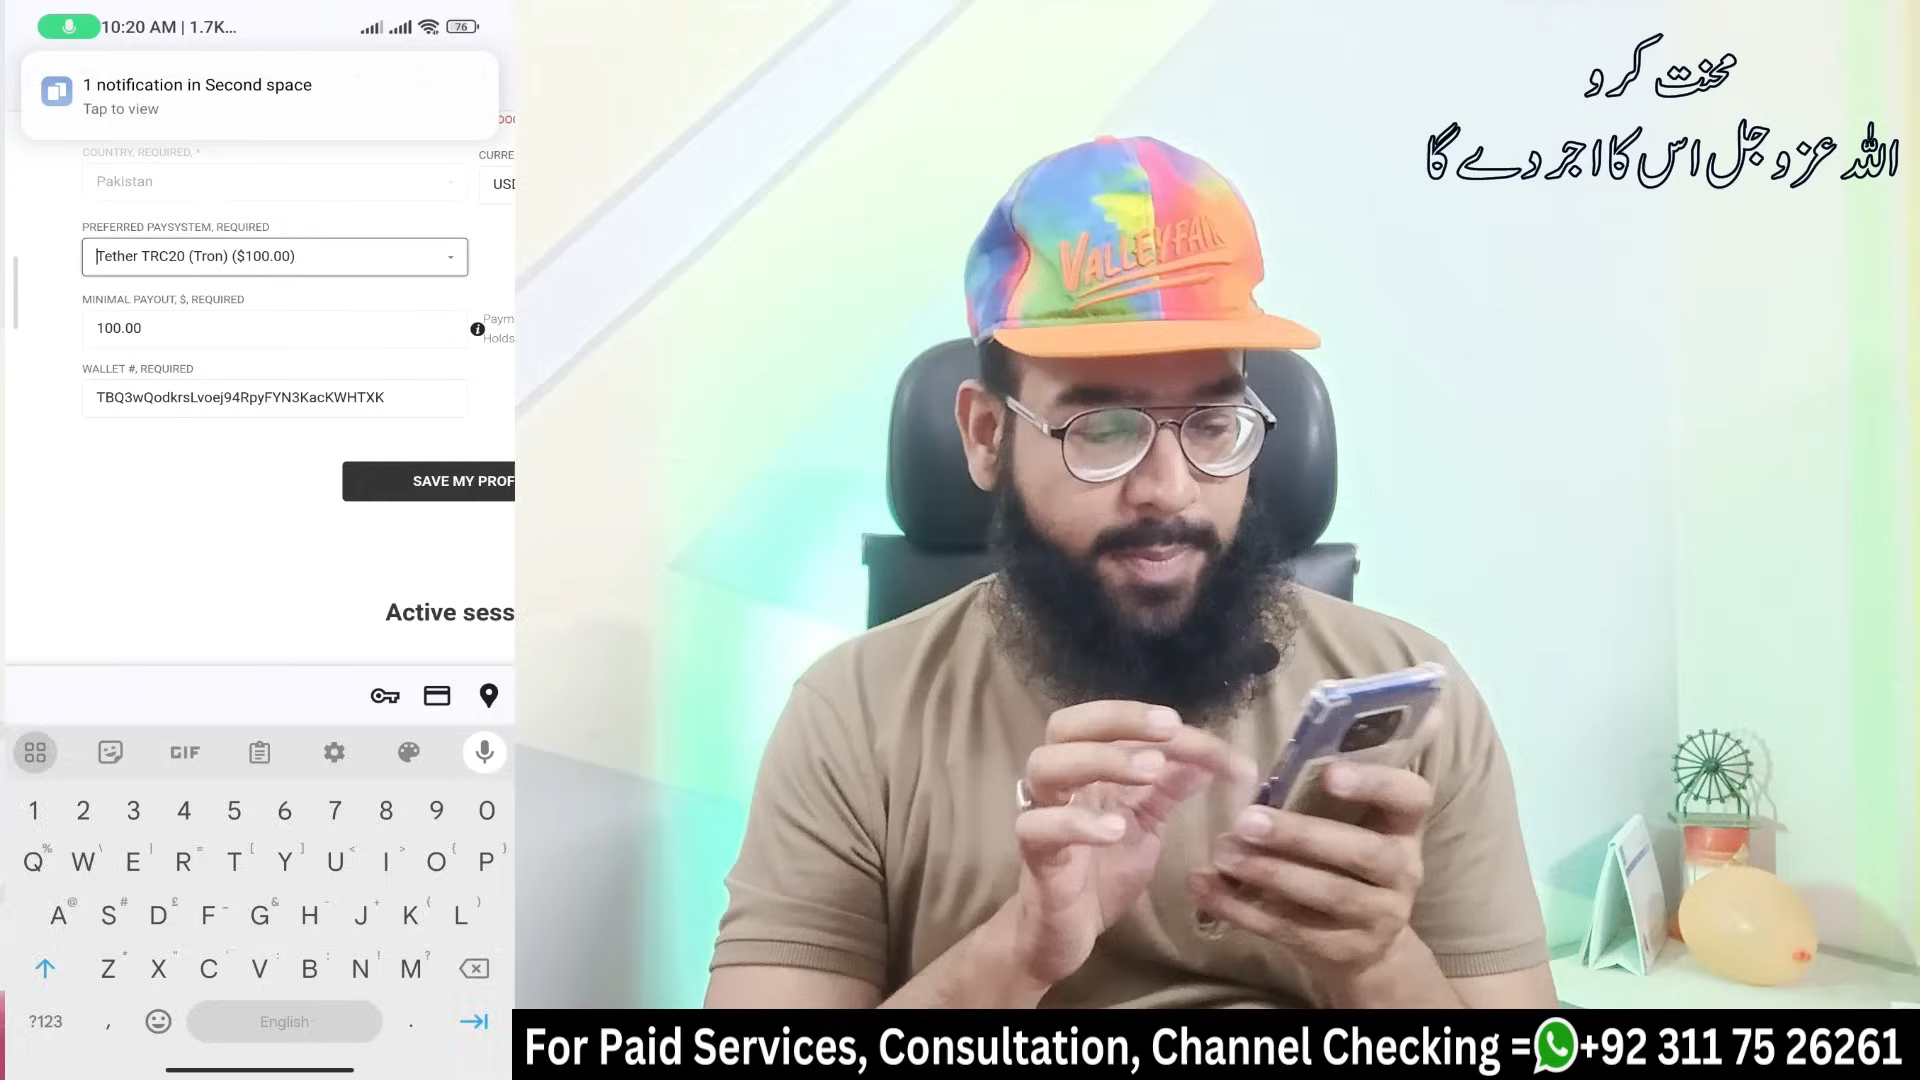 10:20 AM | 1.7K...
76
1 notification in Second space
Tap to view
COUNTRY, REQUIRED, *
CURRE
Pakistan
USD
PREFERRED PAYSYSTEM, REQUIRED
Tether TRC20 (Tron) ($100.00)
MINIMAL PAYOUT, $, REQUIRED
100.00
Paym
Holds
WALLET #, REQUIRED
TBQ3wQodkrsLvoej94RpyFYN3KacKWHTXK
SAVE MY PROF
Active sess
GIF
1 2 3 4 5 6 7 8 9 0
Q W E R T Y U I O P
A S D F G H J K L
Z X C V B N M
?123 , English .
محنت کرو
اللہ عزوجل اس کا اجر دے گا
VALLEYFAIR
For Paid Services, Consultation, Channel Checking = +92 311 75 26261